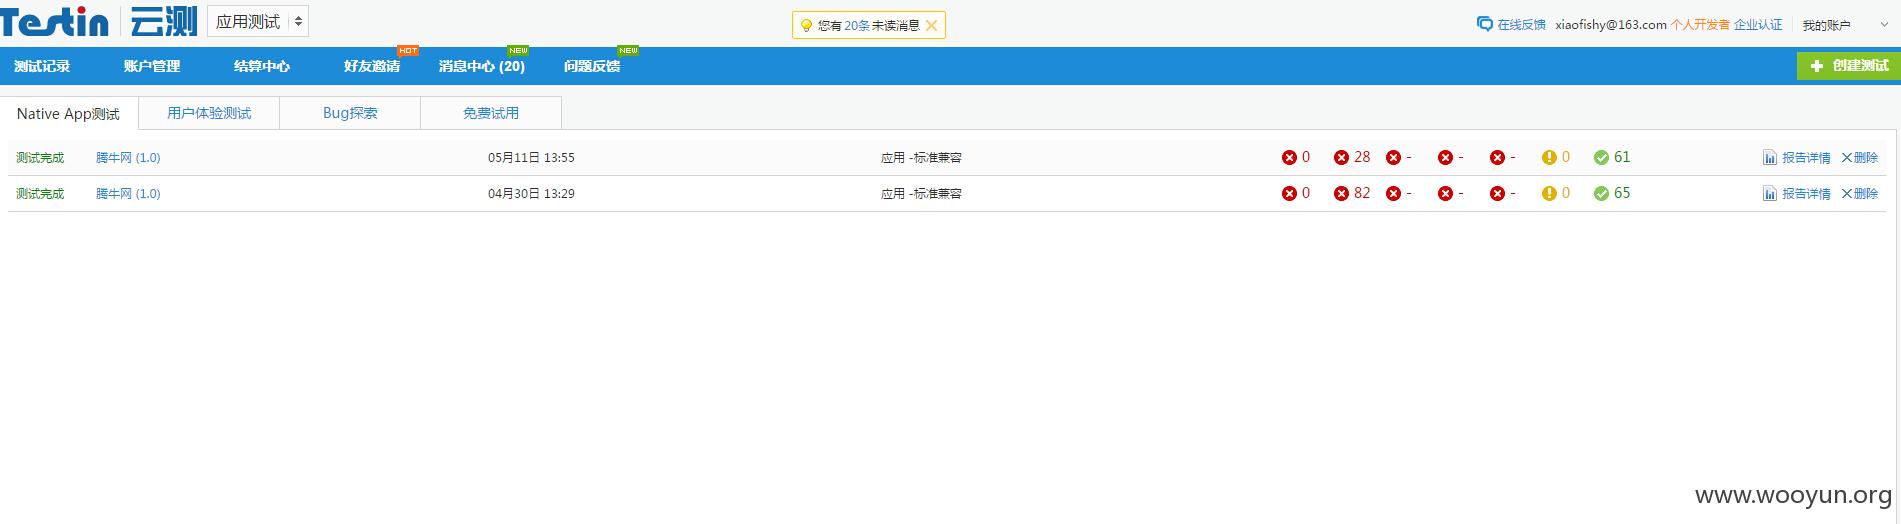 Testin 云测 应用测试 您有 20条 未读消息 在线反馈 xiaofishy@163.com 个人开发者 企业认证 我的账户
HOT NEW NEW
测试记录 账户管理 结算中心 好友邀请 消息中心 (20) 问题反馈 创建测试
Native App测试 用户体验测试 Bug探索 免费试用
测试完成 腾牛网 (1.0) 05月11日 13:55 应用 -标准兼容 0 28 - - - 0 61 报告详情 删除
测试完成 腾牛网 (1.0) 04月30日 13:29 应用 -标准兼容 0 82 - - - 0 65 报告详情 删除
www.wooyun.org